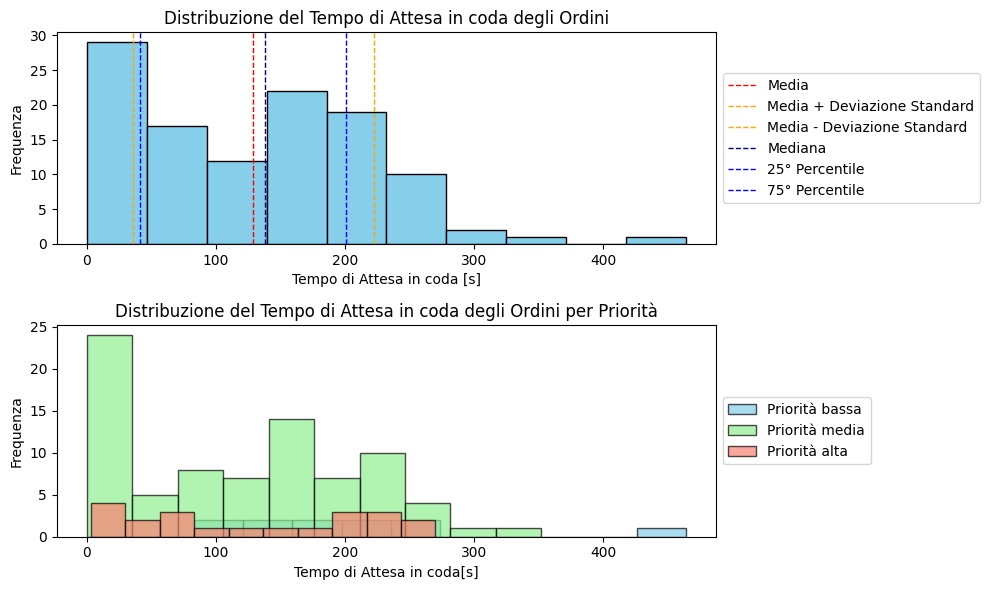 Distribuzione del Tempo di Attesa in coda degli Ordini
30
25
20
15
10
5
0
Frequenza
0 100 200 300 400
Tempo di Attesa in coda [s]
Media
Media + Deviazione Standard
Media - Deviazione Standard
Mediana
25° Percentile
75° Percentile
Distribuzione del Tempo di Attesa in coda degli Ordini per Priorità
25
20
15
10
5
0
Frequenza
0 100 200 300 400
Tempo di Attesa in coda[s]
Priorità bassa
Priorità media
Priorità alta